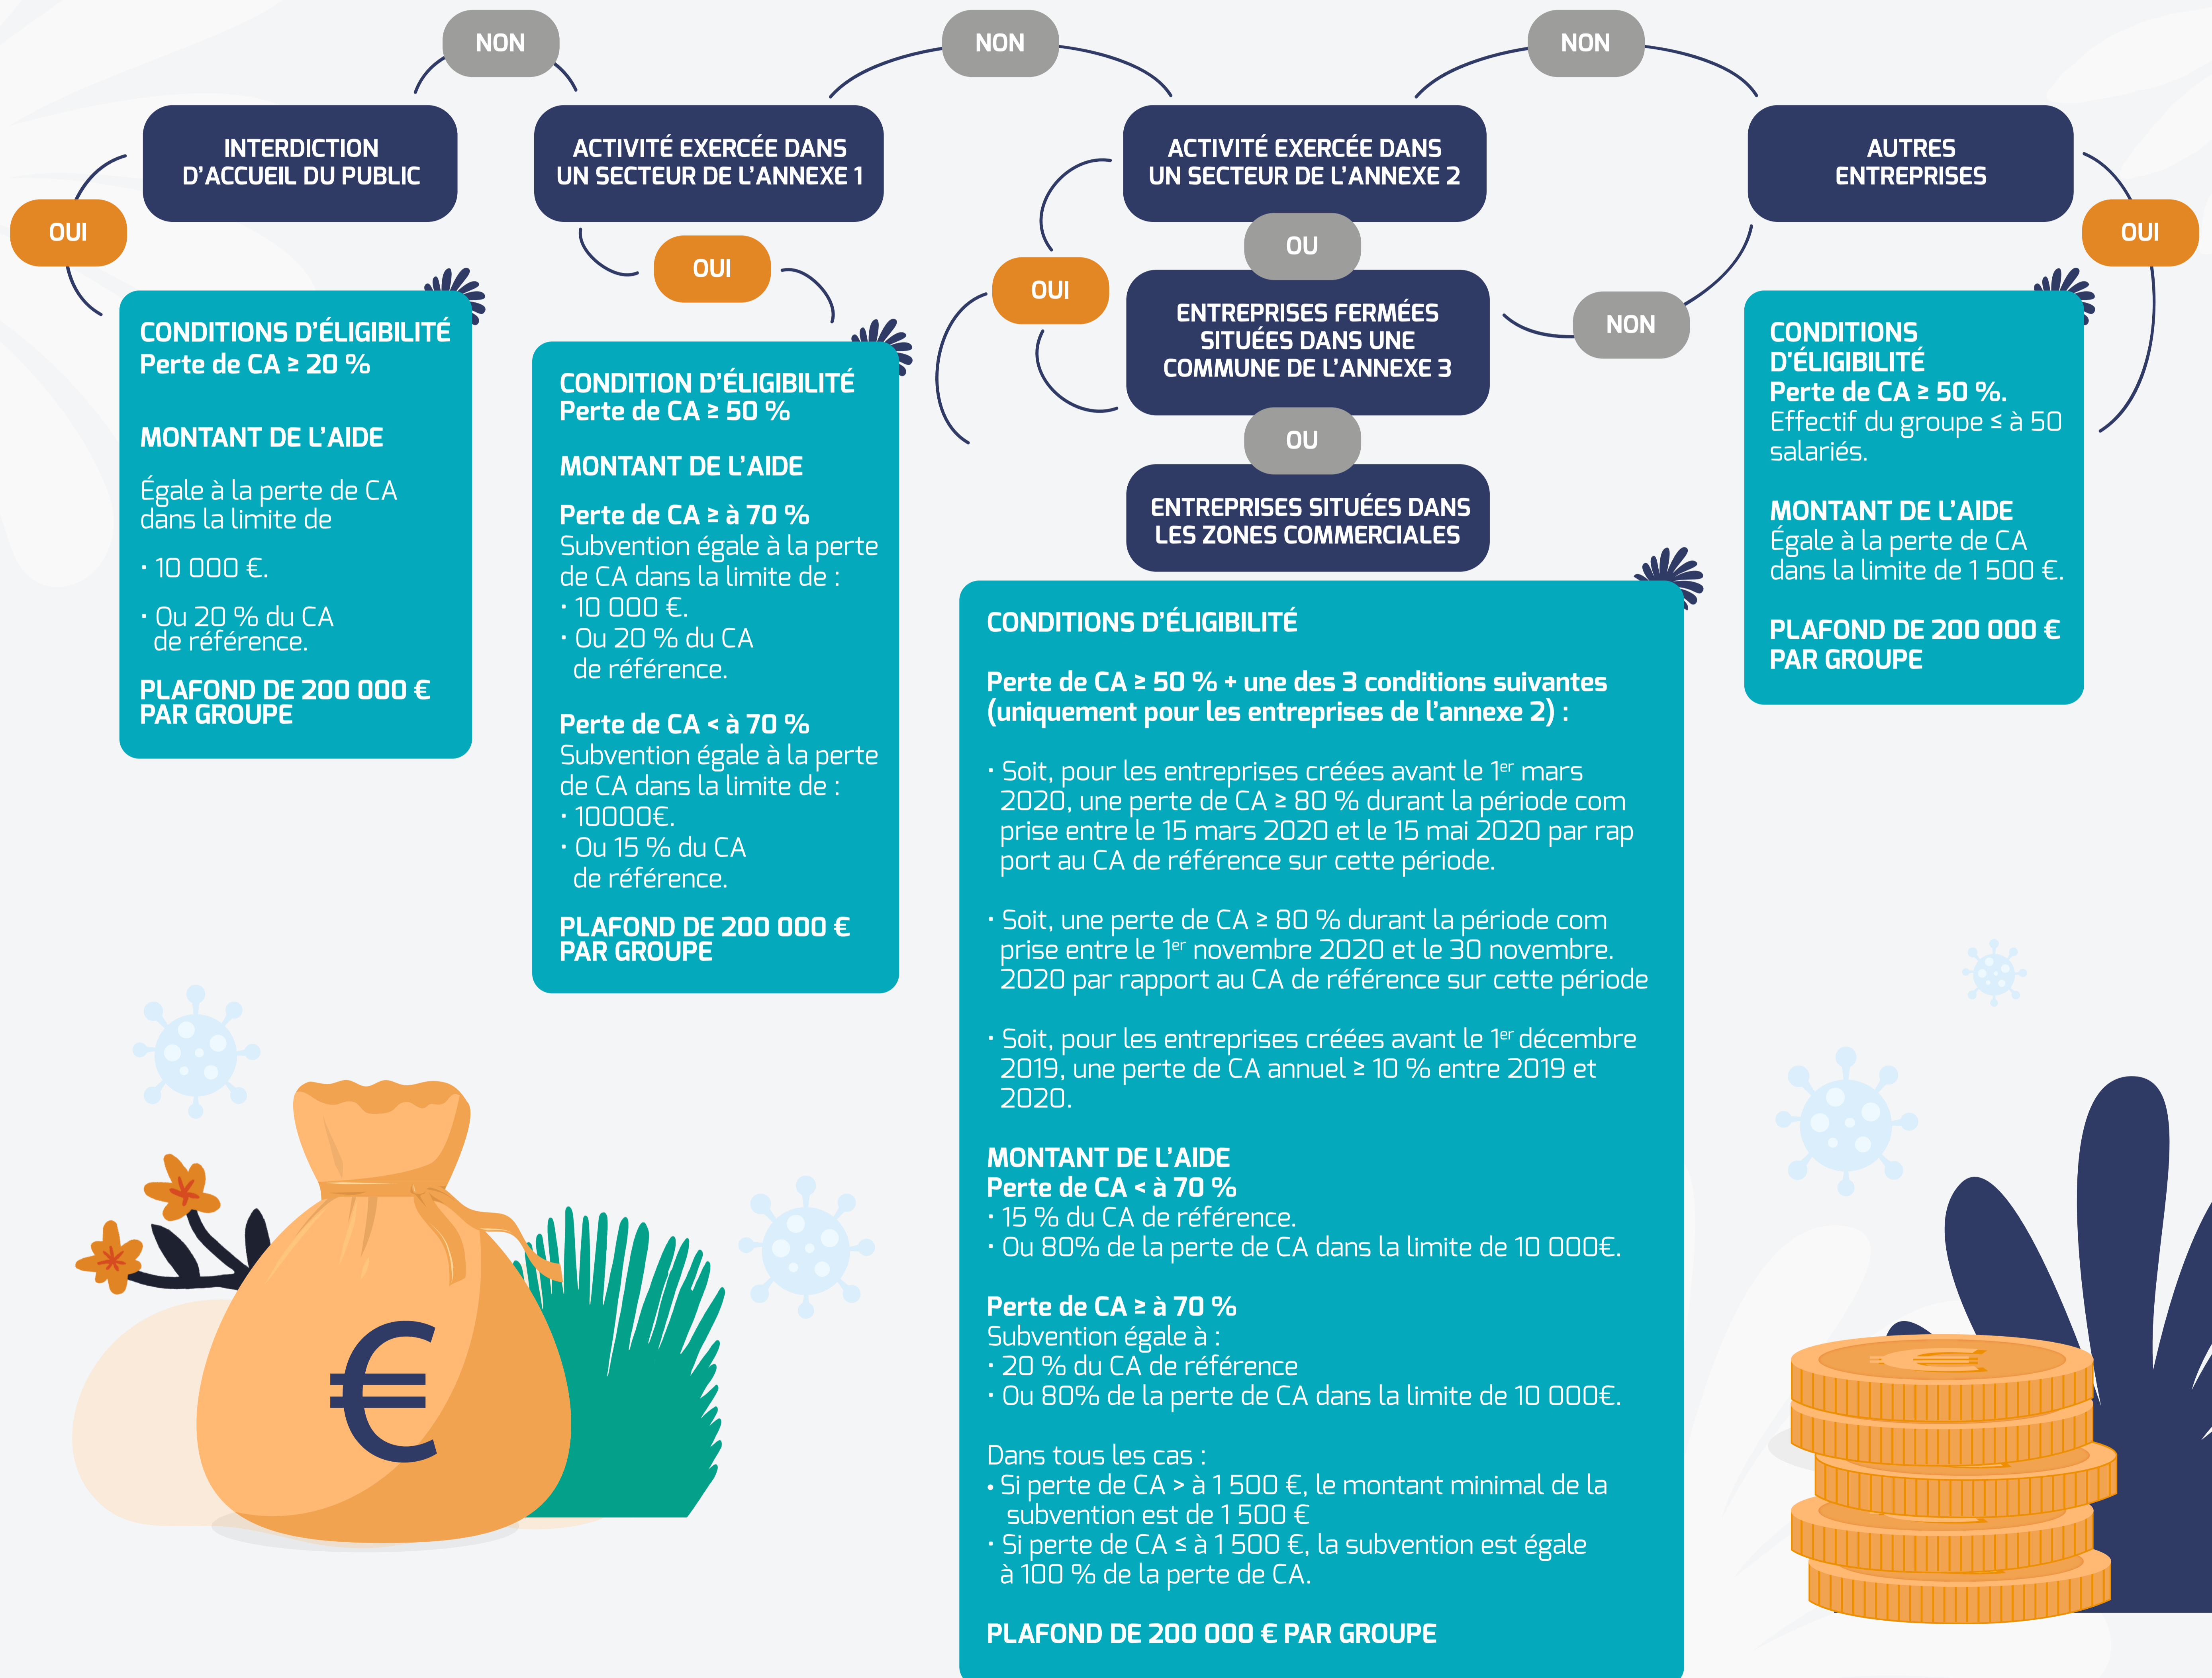 NON
NON
NON
INTERDICTION
D'ACCUEIL DU PUBLIC
OUI
CONDITIONS D'ÉLIGIBILITÉ
Perte de CA ≥ 20 %
MONTANT DE L'AIDE
Égale à la perte de CA
dans la limite de
· 10 000 €.
· Ou 20 % du CA
de référence.
PLAFOND DE 200 000 €
PAR GROUPE
ACTIVITÉ EXERCÉE DANS
UN SECTEUR DE L'ANNEXE 1
OUI
CONDITION D'ÉLIGIBILITÉ
Perte de CA ≥ 50 %
MONTANT DE L'AIDE
Perte de CA ≥ à 70 %
Subvention égale à la perte
de CA dans la limite de :
· 10 000 €.
· Ou 20 % du CA
de référence.
Perte de CA < à 70 %
Subvention égale à la perte
de CA dans la limite de :
· 10000€.
· Ou 15 % du CA
de référence.
PLAFOND DE 200 000 €
PAR GROUPE
ACTIVITÉ EXERCÉE DANS
UN SECTEUR DE L'ANNEXE 2
OU
OUI
ENTREPRISES FERMÉES
SITUÉES DANS UNE
COMMUNE DE L'ANNEXE 3
NON
OU
ENTREPRISES SITUÉES DANS
LES ZONES COMMERCIALES
CONDITIONS D'ÉLIGIBILITÉ
Perte de CA ≥ 50 % + une des 3 conditions suivantes
(uniquement pour les entreprises de l'annexe 2) :
· Soit, pour les entreprises créées avant le 1er mars
2020, une perte de CA ≥ 80 % durant la période com
prise entre le 15 mars 2020 et le 15 mai 2020 par rap
port au CA de référence sur cette période.
· Soit, une perte de CA ≥ 80 % durant la période com
prise entre le 1er novembre 2020 et le 30 novembre.
2020 par rapport au CA de référence sur cette période
· Soit, pour les entreprises créées avant le 1er décembre
2019, une perte de CA annuel ≥ 10 % entre 2019 et
2020.
MONTANT DE L'AIDE
Perte de CA < à 70 %
· 15 % du CA de référence.
· Ou 80% de la perte de CA dans la limite de 10 000€.
Perte de CA ≥ à 70 %
Subvention égale à :
· 20 % du CA de référence
· Ou 80% de la perte de CA dans la limite de 10 000€.
Dans tous les cas :
• Si perte de CA > à 1 500 €, le montant minimal de la
subvention est de 1 500 €
· Si perte de CA ≤ à 1 500 €, la subvention est égale
à 100 % de la perte de CA.
PLAFOND DE 200 000 € PAR GROUPE
AUTRES
ENTREPRISES
OUI
CONDITIONS
D'ÉLIGIBILITÉ
Perte de CA ≥ 50 %.
Effectif du groupe ≤ à 50
salariés.
MONTANT DE L'AIDE
Égale à la perte de CA
dans la limite de 1 500 €.
PLAFOND DE 200 000 €
PAR GROUPE
€